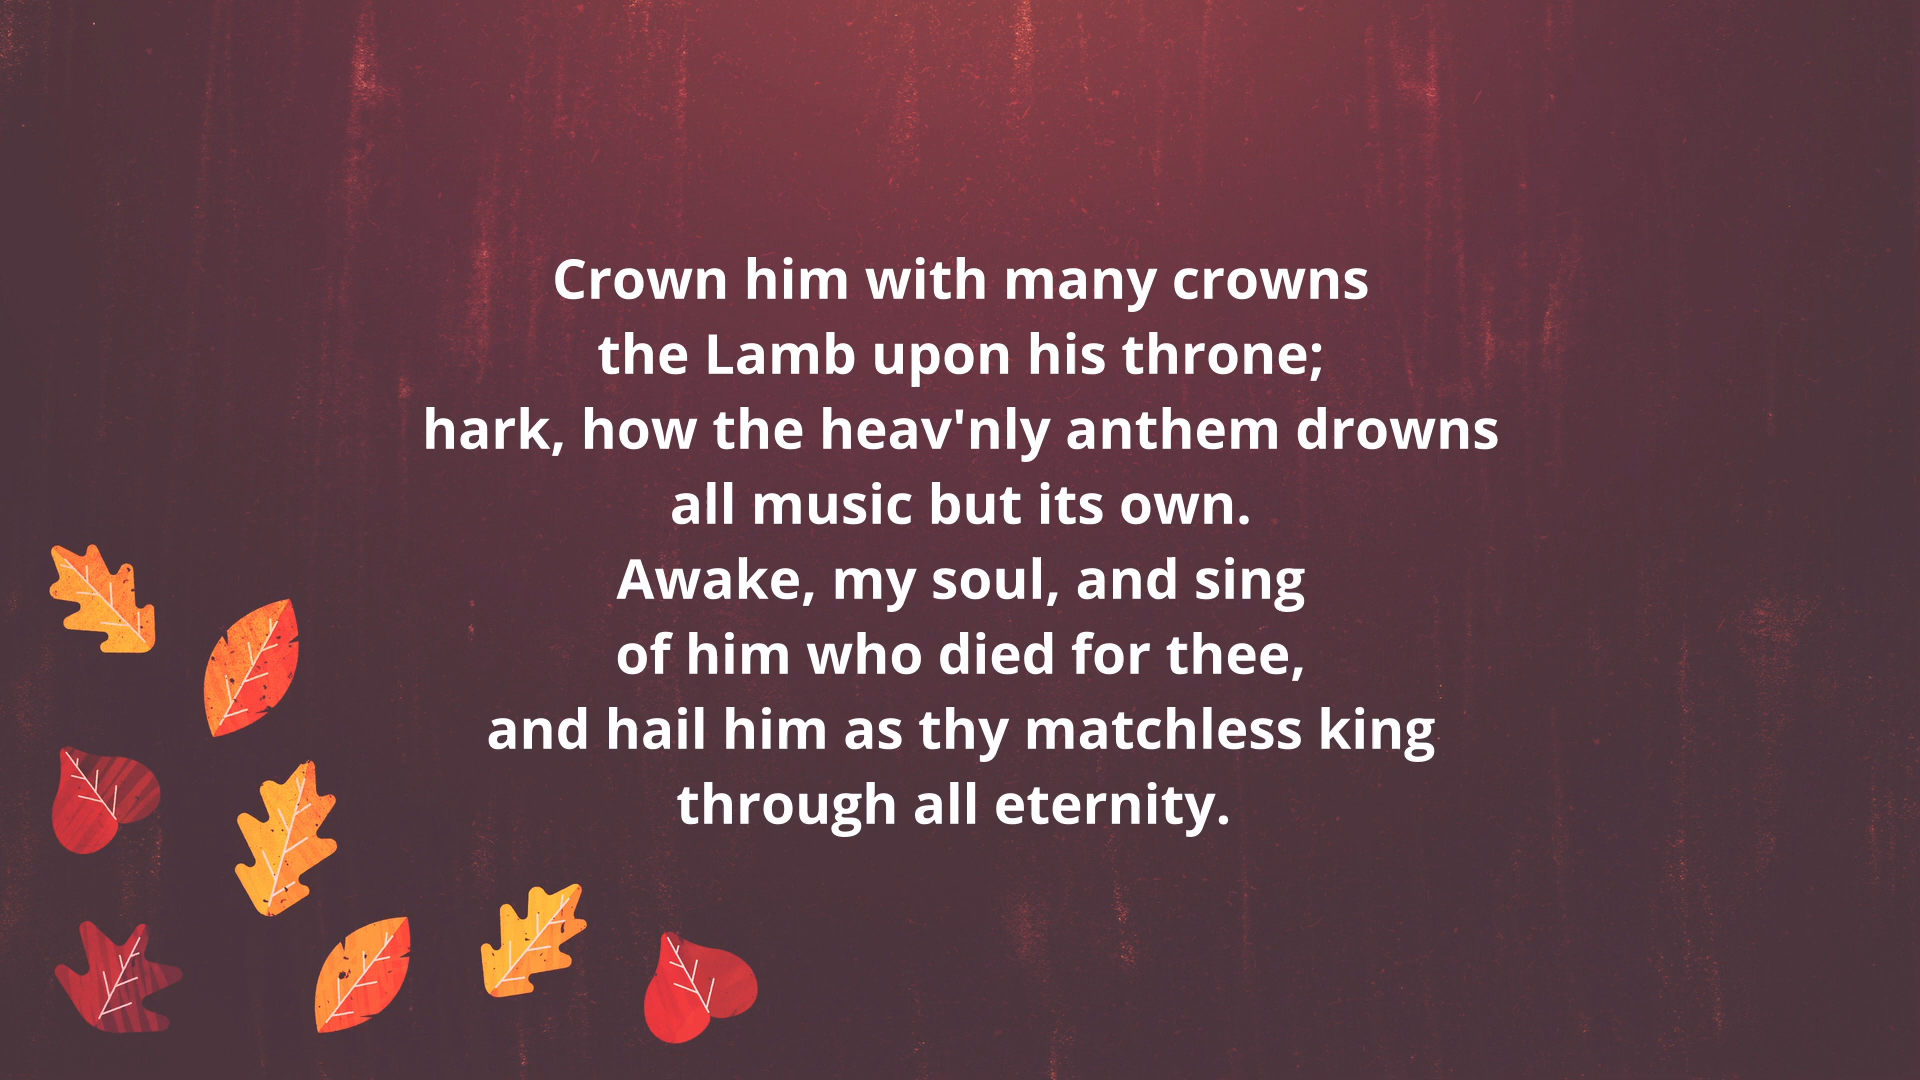 Crown him with many crowns
the Lamb upon his throne;
hark, how the heav'nly anthem drowns
all music but its own.
Awake, my soul, and sing
of him who died for thee,
and hail him as thy matchless king
through all eternity.